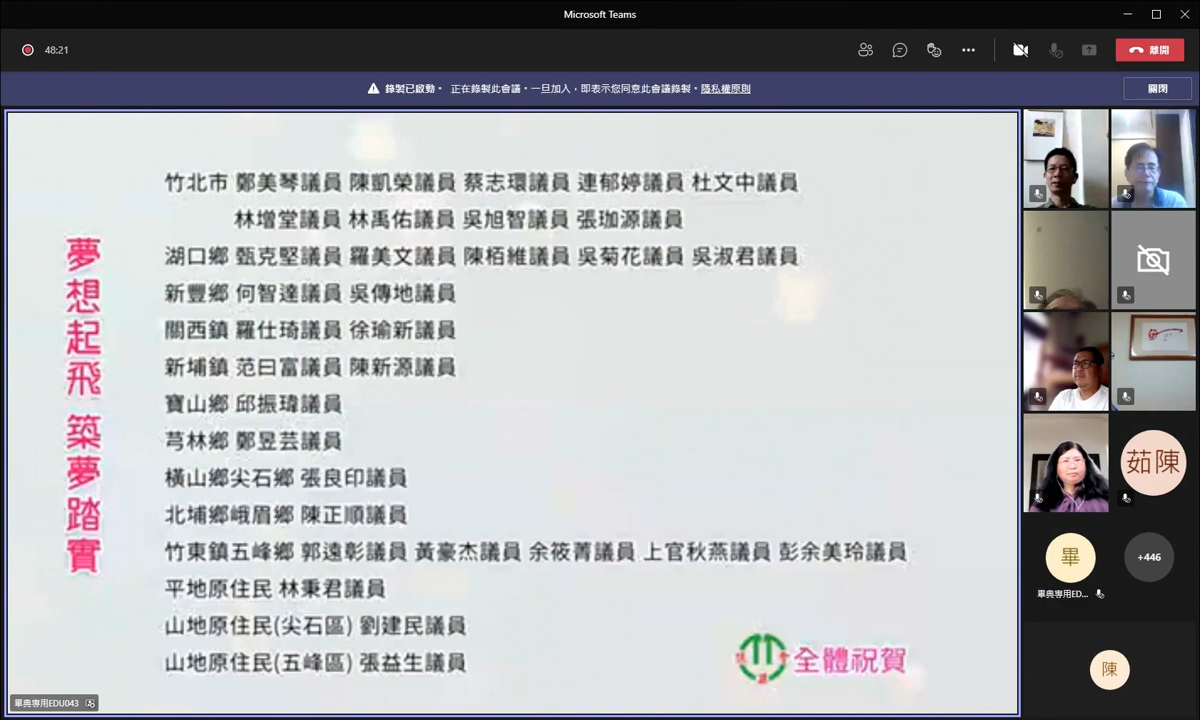 Microsoft Teams
48:21
離開
錄製已啟動。 正在錄製此會議。一旦加入，即表示您同意此會議錄製。隱私權原則
關閉
夢想起飛 築夢踏實
竹北市 鄭美琴議員 陳凱榮議員 蔡志環議員 連郁婷議員 杜文中議員
林增堂議員 林禹佑議員 吳旭智議員 張珈源議員
湖口鄉 甄克堅議員 羅美文議員 陳栢維議員 吳菊花議員 吳淑君議員
新豐鄉 何智達議員 吳傳地議員
關西鎮 羅仕琦議員 徐瑜新議員
新埔鎮 范曰富議員 陳新源議員
寶山鄉 邱振瑋議員
芎林鄉 鄭昱芸議員
橫山鄉尖石鄉 張良印議員
北埔鄉峨眉鄉 陳正順議員
竹東鎮五峰鄉 郭遠彰議員 黃豪杰議員 余筱菁議員 上官秋燕議員 彭余美玲議員
平地原住民 林秉君議員
山地原住民(尖石區) 劉建民議員
山地原住民(五峰區) 張益生議員
全體祝賀
畢典專用EDU043
茹陳
畢
+446
畢典專用ED...
陳